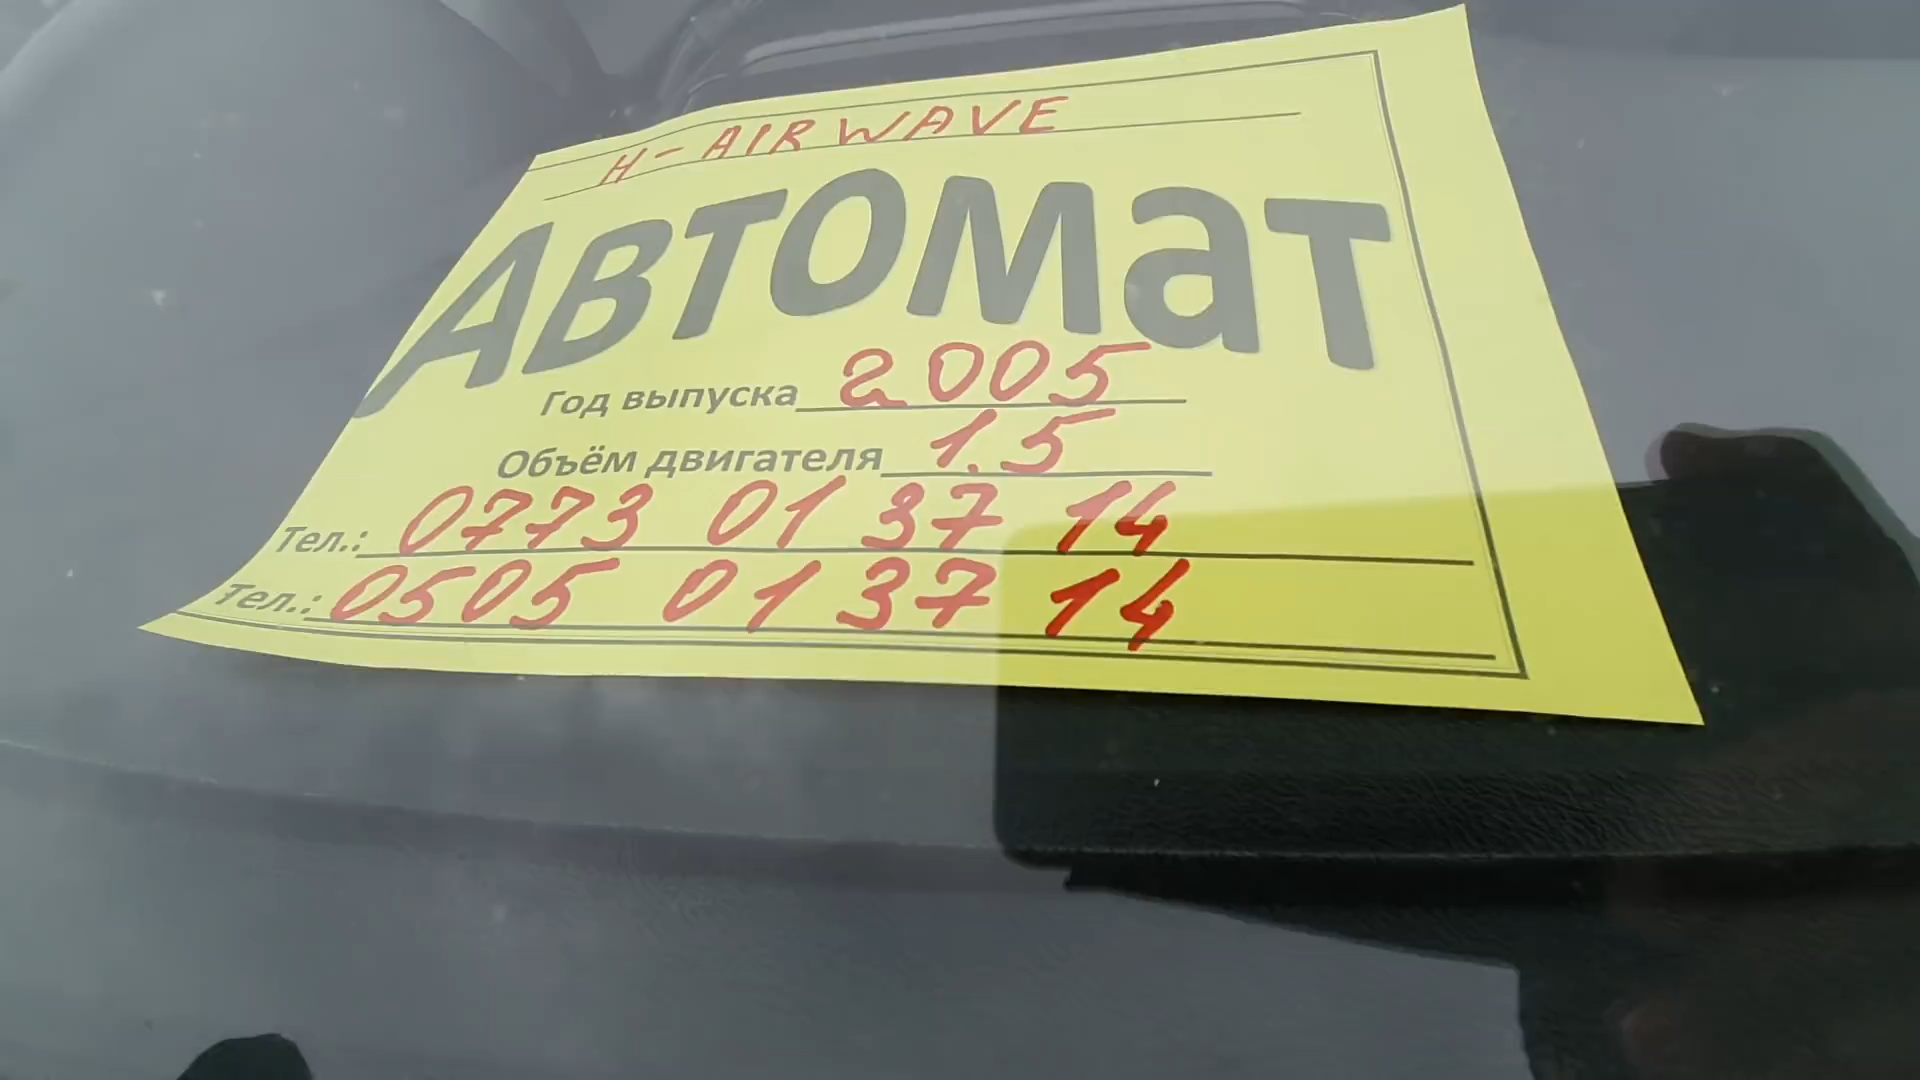 H-AIRWAVE
Автомат
Год выпуска 2005
Объём двигателя 1.5
Тел.: 0773 01 37 14
Тел.: 0505 01 37 14